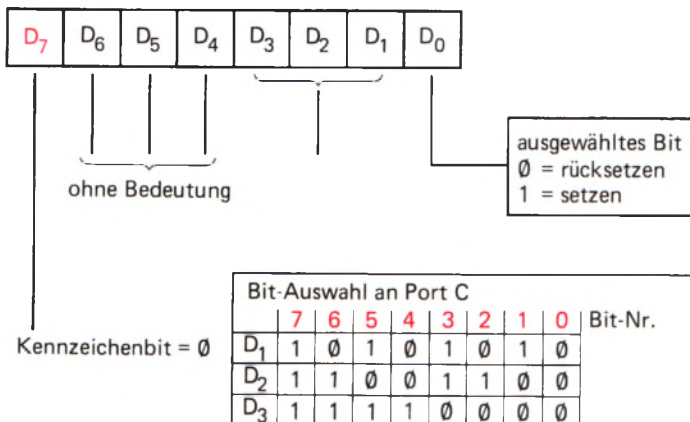 D7 D6 D5 D4 D3 D2 D1 D0
ausgewähltes Bit
Ø = rücksetzen
1 = setzen
ohne Bedeutung
Bit-Auswahl an Port C
7 6 5 4 3 2 1 0 Bit-Nr.
Kennzeichenbit = Ø
D1 1 Ø 1 Ø 1 Ø 1 Ø
D2 1 1 Ø Ø 1 1 Ø Ø
D3 1 1 1 1 Ø Ø Ø Ø